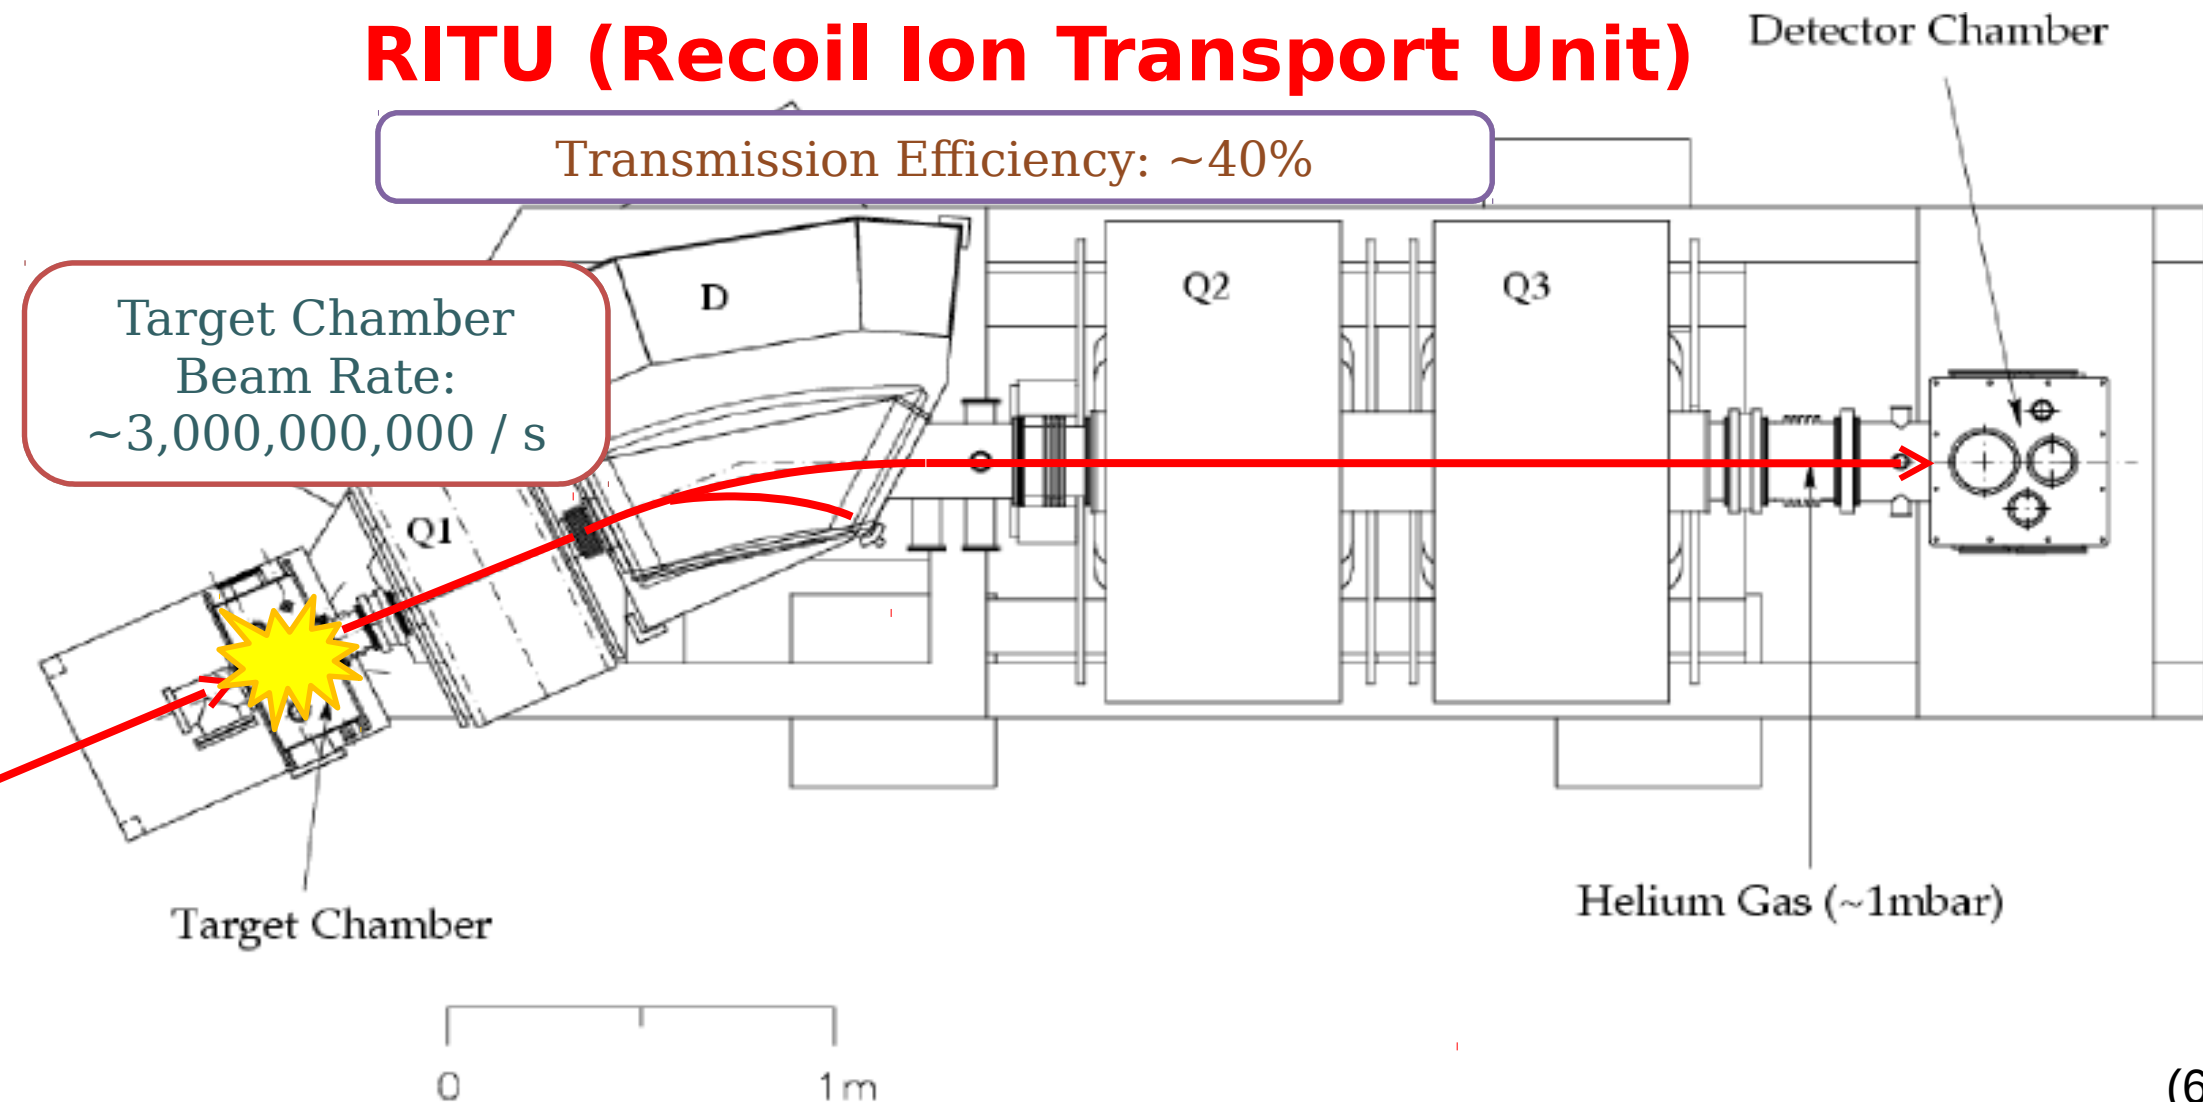 RITU (Recoil Ion Transport Unit)
Detector Chamber
Transmission Efficiency: ~40%
Target Chamber
Beam Rate:
~3,000,000,000 / s
D
Q2
Q3
Q1
Target Chamber
Helium Gas (~1mbar)
0
1m
(6